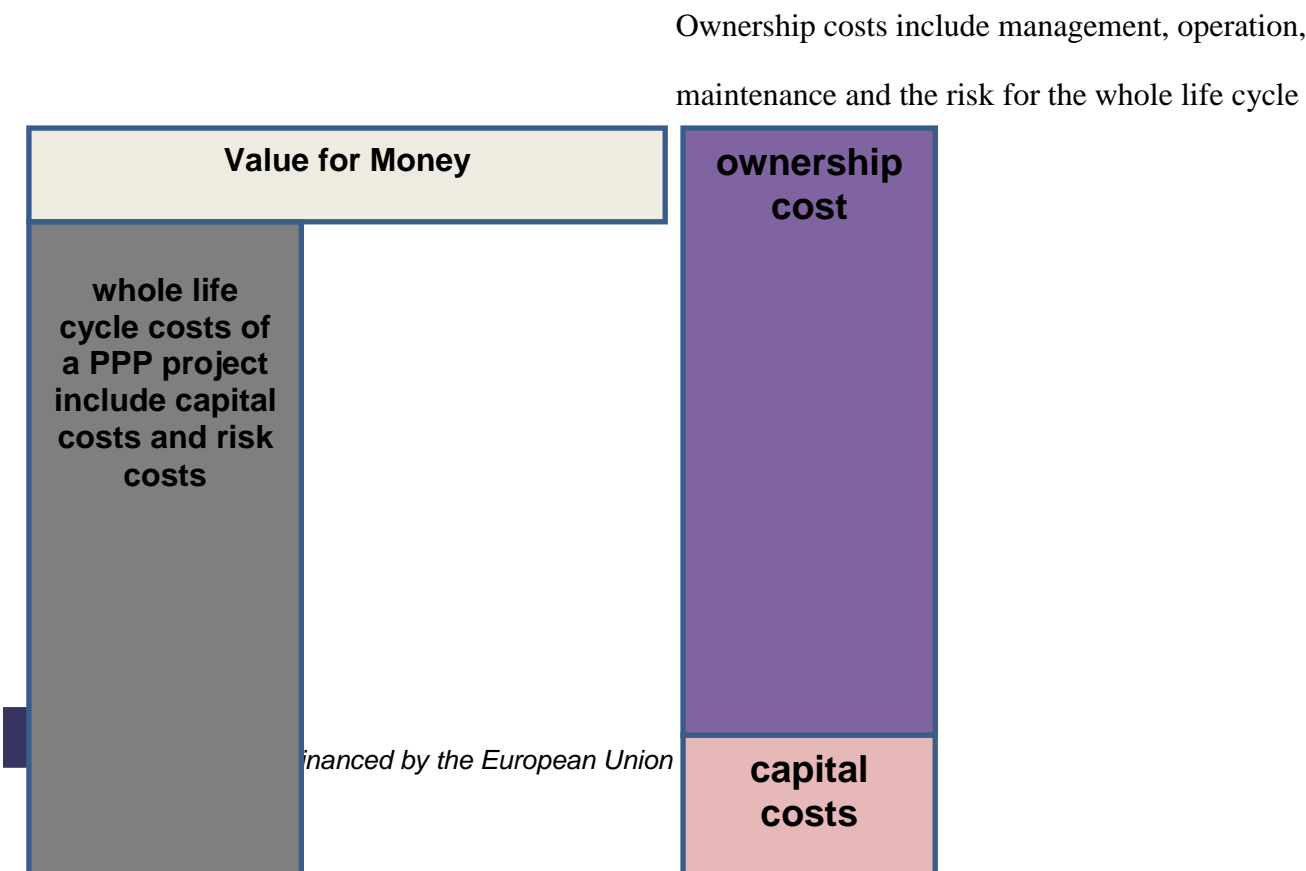 Ownership costs include management, operation,
maintenance and the risk for the whole life cycle
Value for Money
ownership
cost
whole life
cycle costs of
a PPP project
include capital
costs and risk
costs
inanced by the European Union
capital
costs